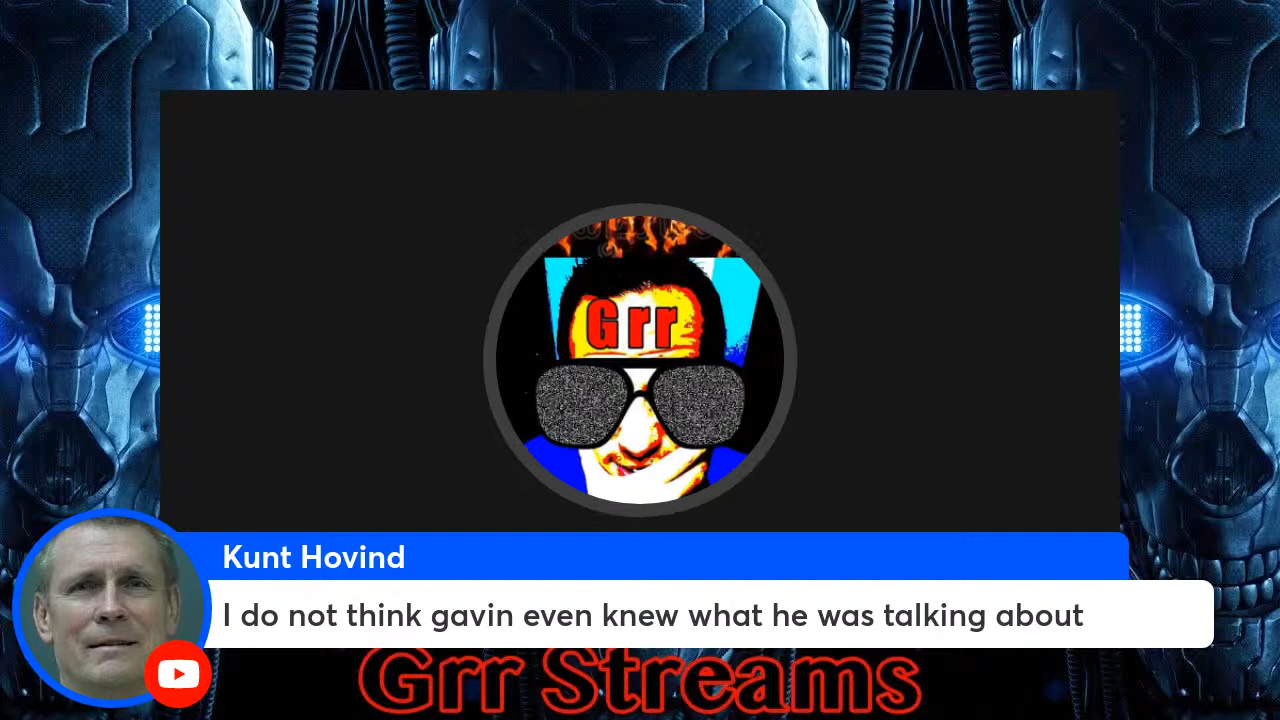 Grr
Kunt Hovind
I do not think gavin even knew what he was talking about
Grr Streams